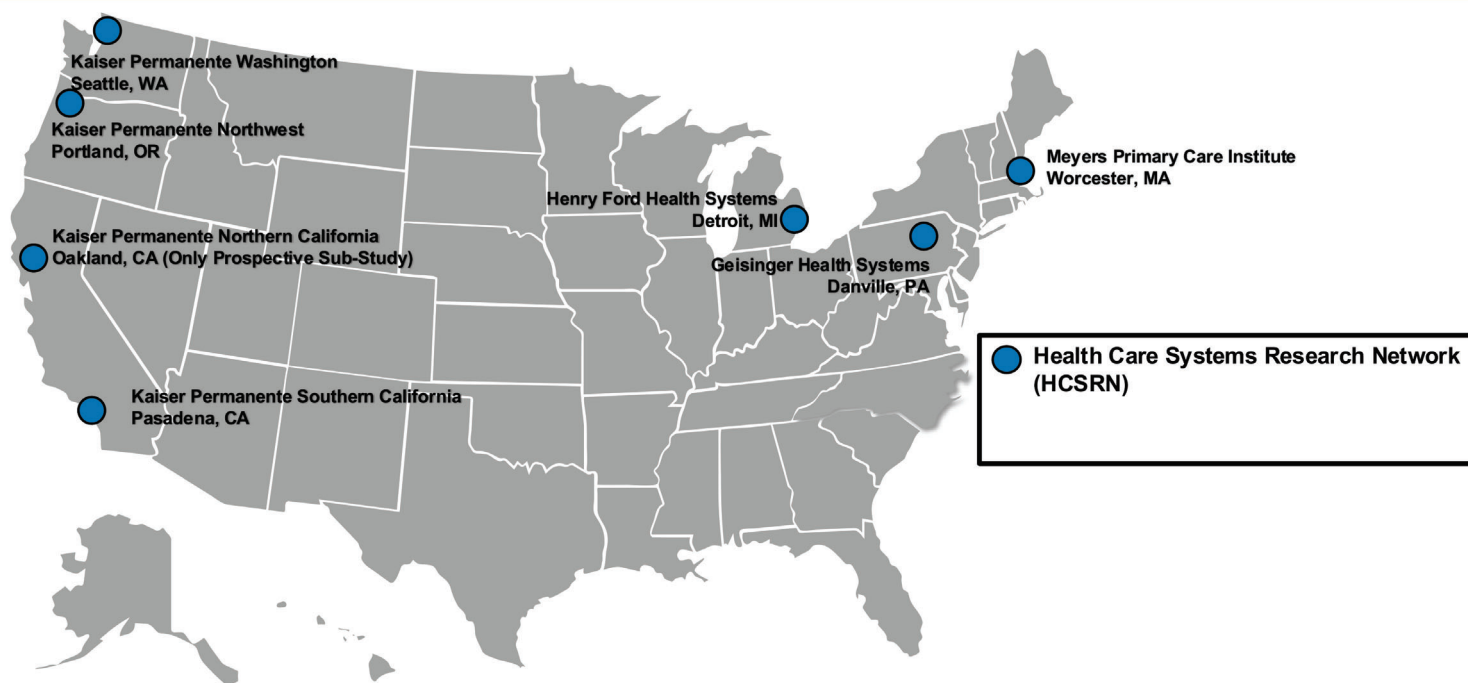 Kaiser Permanente Washington
Seattle, WA
Kaiser Permanente Northwest
Portland, OR
Meyers Primary Care Institute
Worcester, MA
Henry Ford Health Systems
Detroit, MI
Kaiser Permanente Northern California
Oakland, CA (Only Prospective Sub-Study)
Geisinger Health Systems
Danville, PA
Health Care Systems Research Network
(HCSRN)
Kaiser Permanente Southern California
Pasadena, CA